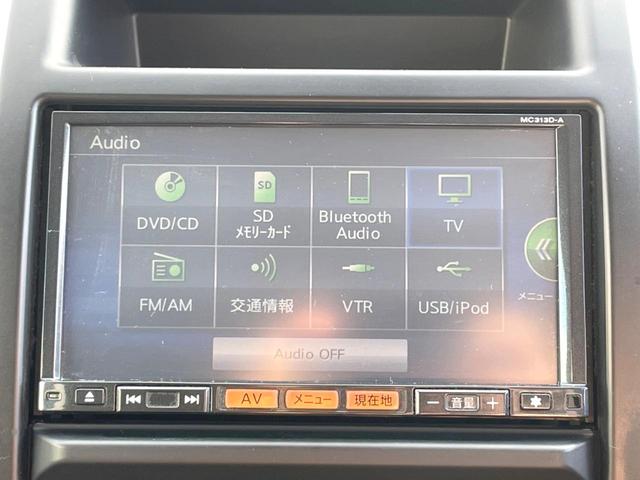 MC313D-A
Audio
SD
DVD/CD
SD
ﾒﾓﾘｰｶｰﾄﾞ
Bluetooth
Audio
TV
メニュー
FM/AM
交通情報
VTR
USB/iPod
Audio OFF
AV
メニュー
現在地
音量